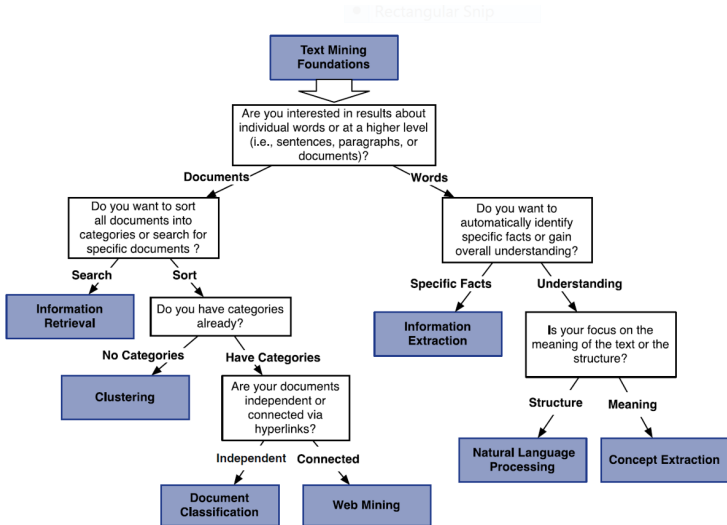 Rectangular Snip
Text Mining
Foundations
Are you interested in results about
individual words or at a higher level
(i.e., sentences, paragraphs, or
documents)?
Documents
Words
Do you want to sort
all documents into
categories or search for
specific documents ?
Do you want to
automatically identify
specific facts or gain
overall understanding?
Search
Sort
Specific Facts
Understanding
Information
Retrieval
Do you have categories
already?
Information
Extraction
Is your focus on the
meaning of the text or the
structure?
No Categories
Have Categories
Clustering
Are your documents
independent or
connected via
hyperlinks?
Structure
Meaning
Independent
Connected
Natural Language
Processing
Concept Extraction
Document
Classification
Web Mining